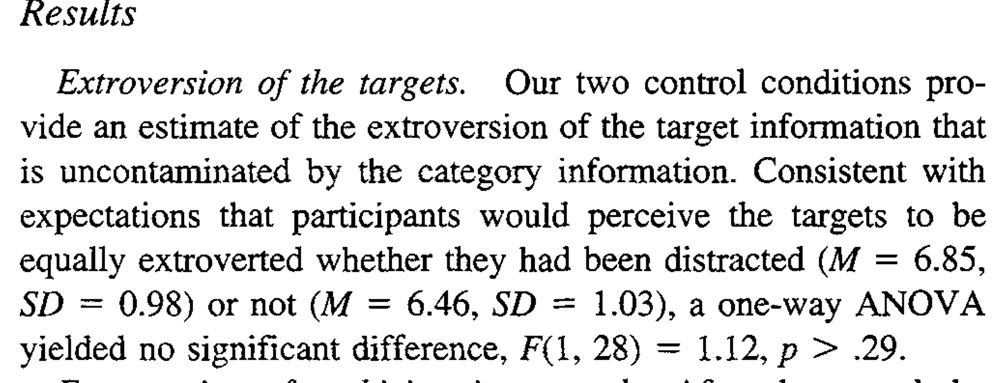 Results
Extroversion of the targets. Our two control conditions pro-
vide an estimate of the extroversion of the target information that
is uncontaminated by the category information. Consistent with
expectations that participants would perceive the targets to be
equally extroverted whether they had been distracted (M = 6.85,
SD = 0.98) or not (M = 6.46, SD = 1.03), a one-way ANOVA
yielded no significant difference, F(1, 28) = 1.12, p > .29.